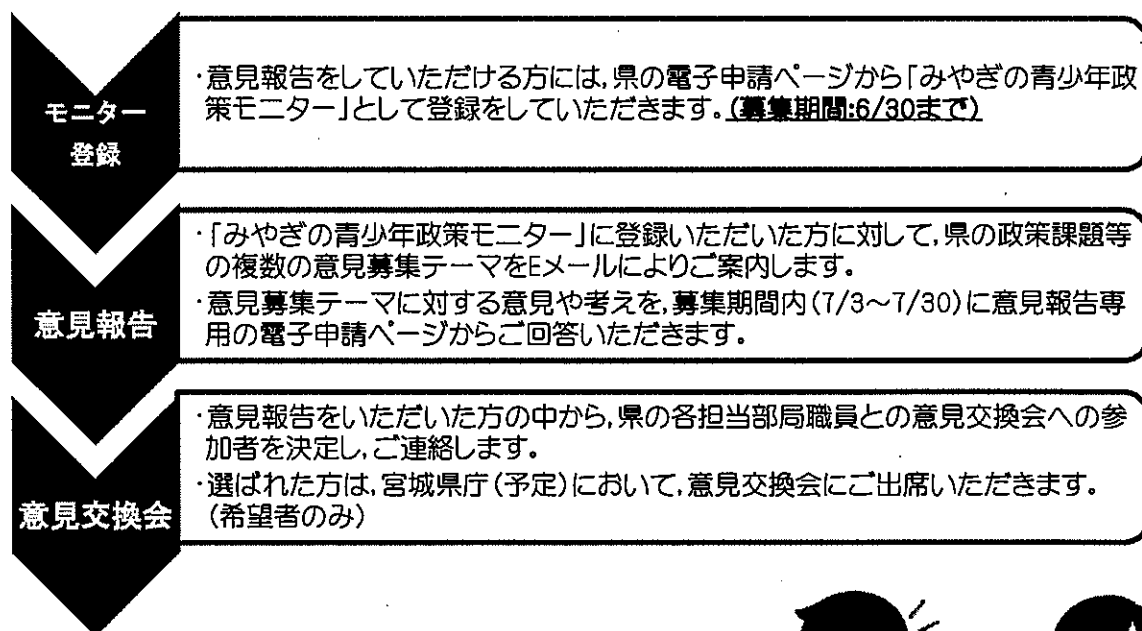 モニター
登録
・意見報告をしていただける方には,県の電子申請ページから「みやぎの青少年政
策モニター」として登録をしていただきます。(募集期間:6/30まで)
意見報告
・「みやぎの青少年政策モニター」に登録いただいた方に対して,県の政策課題等
の複数の意見募集テーマをEメールによりご案内します。
・意見募集テーマに対する意見や考えを,募集期間内(7/3～7/30)に意見報告専
用の電子申請ページからご回答いただきます。
意見交換会
・意見報告をいただいた方の中から,県の各担当部局職員との意見交換会への参
加者を決定し,ご連絡します。
・選ばれた方は,宮城県庁(予定)において,意見交換会にご出席いただきます。
(希望者のみ)